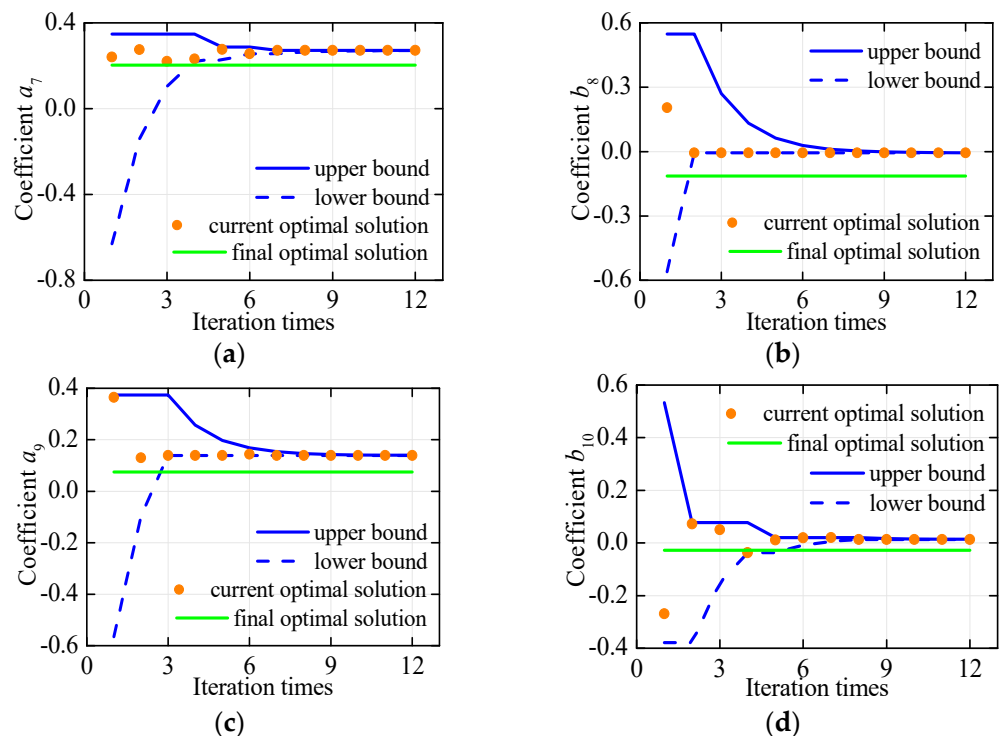 0.4
0.0
-0.4
-0.8
Coefficient a7
upper bound
lower bound
current optimal solution
final optimal solution
0 3 6 9 12
Iteration times
(a)
0.6
0.3
0.0
-0.3
-0.6
Coefficient b8
upper bound
lower bound
current optimal solution
final optimal solution
0 3 6 9 12
Iteration times
(b)
0.4
0.2
0.0
-0.2
-0.4
-0.6
Coefficient a9
upper bound
lower bound
current optimal solution
final optimal solution
0 3 6 9 12
Iteration times
(c)
0.6
0.4
0.2
0.0
-0.2
-0.4
Coefficient b10
current optimal solution
final optimal solution
upper bound
lower bound
0 3 6 9 12
Iteration times
(d)